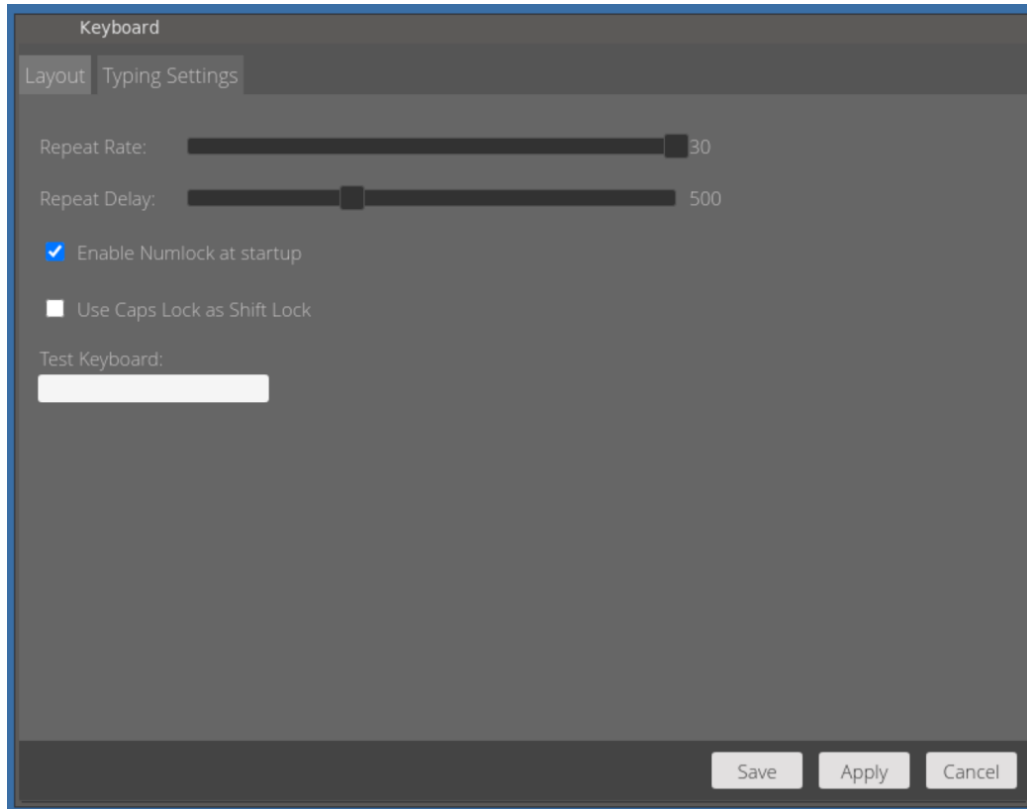 Keyboard
Layout Typing Settings
Repeat Rate: 30
Repeat Delay: 500
Enable Numlock at startup
Use Caps Lock as Shift Lock
Test Keyboard:
Save Apply Cancel